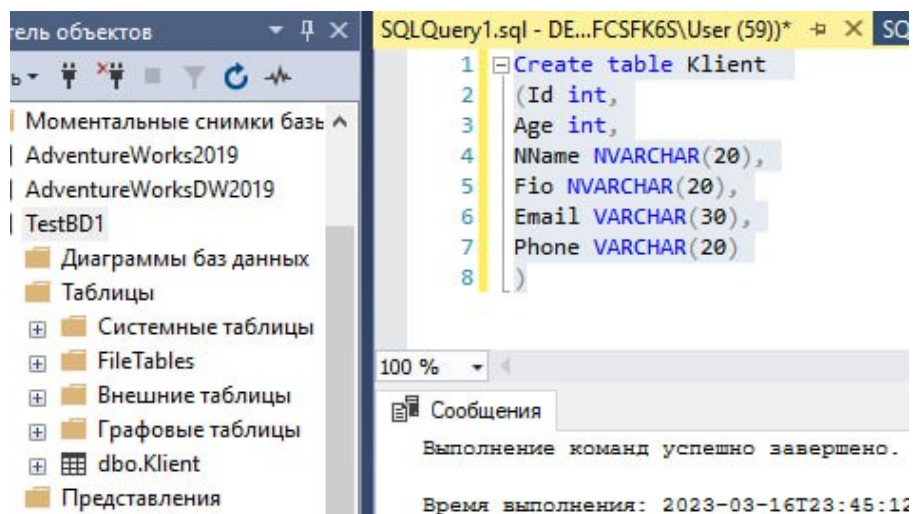 тель объектов
Моментальные снимки базь
AdventureWorks2019
AdventureWorksDW2019
TestBD1
Диаграммы баз данных
Таблицы
Системные таблицы
FileTables
Внешние таблицы
Графовые таблицы
dbo.Klient
Представления
SQLQuery1.sql - DE...FCSFK6S\User (59))* SQ
1 Create table Klient
2 (Id int,
3 Age int,
4 NName NVARCHAR(20),
5 Fio NVARCHAR(20),
6 Email VARCHAR(30),
7 Phone VARCHAR(20)
8 )
100 %
Сообщения
Выполнение команд успешно завершено.
Время выполнения: 2023-03-16T23:45:12